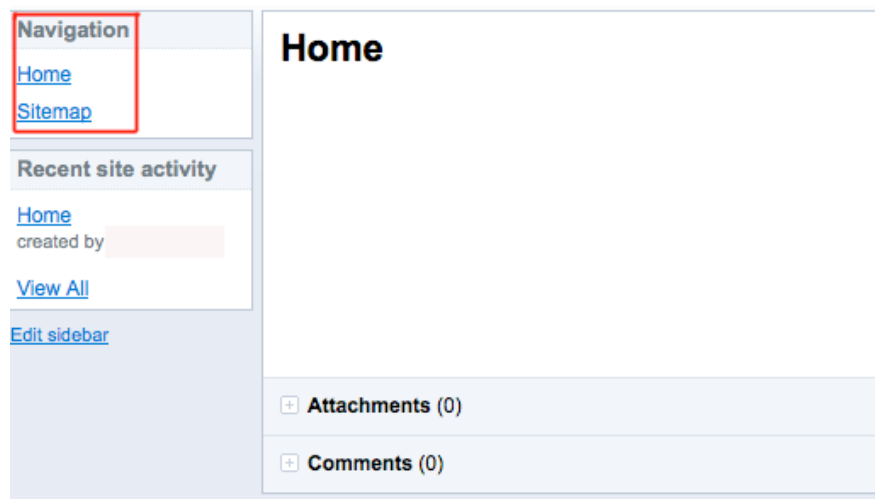 Navigation
Home
Sitemap
Recent site activity
Home
created by
View All
Edit sidebar
Home
Attachments (0)
Comments (0)